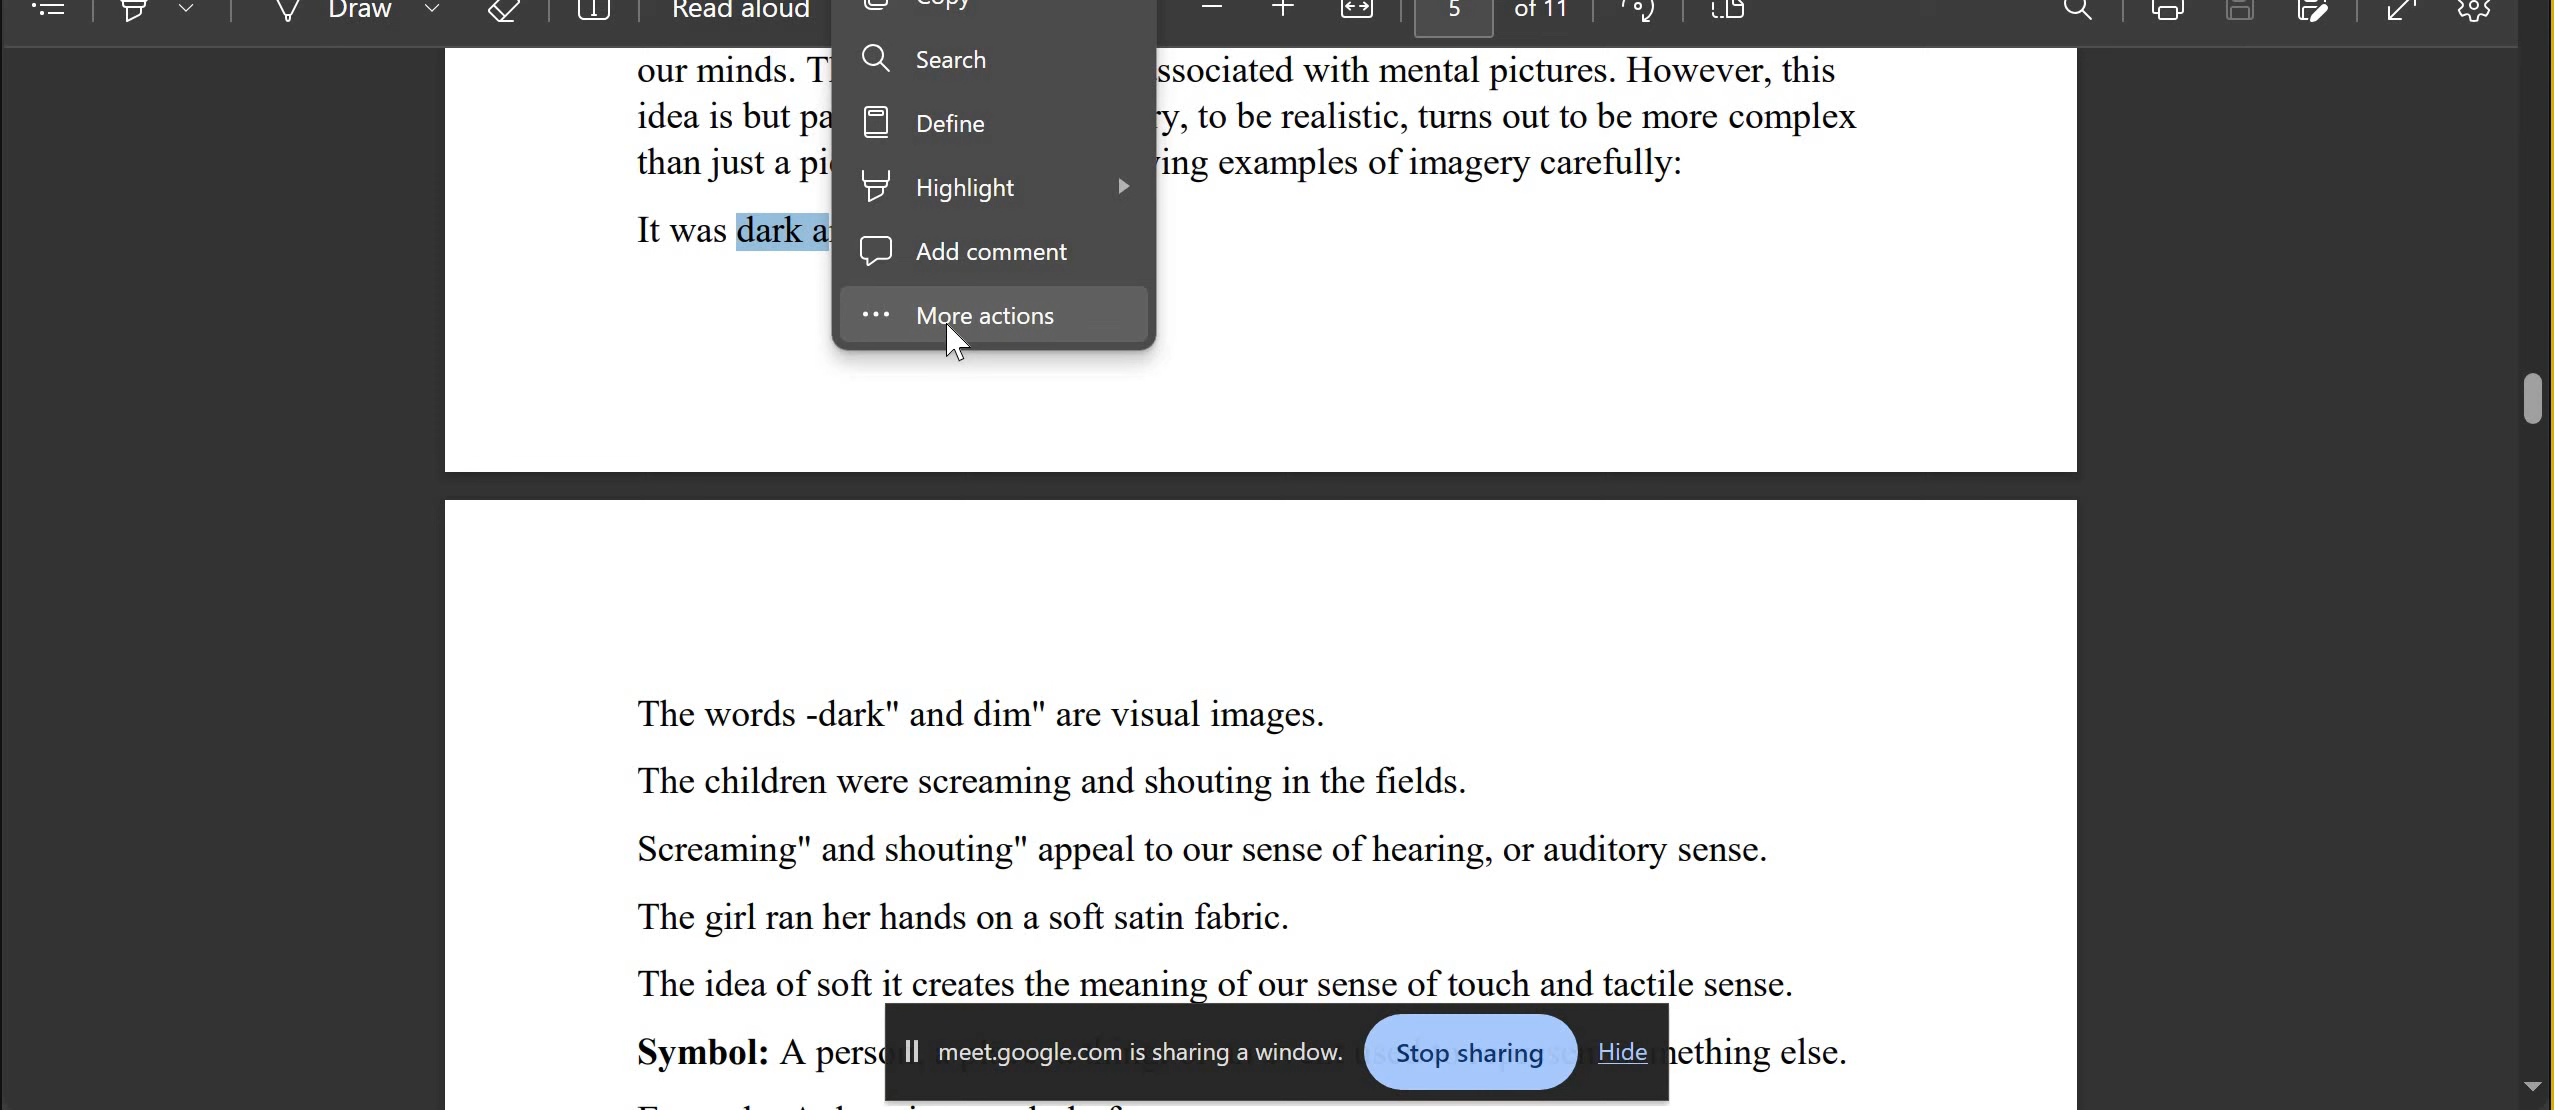 Draw
Read aloud
5 of 11
Copy
Search
Define
Highlight
Add comment
More actions
our minds. ssociated with mental pictures. However, this
idea is but to be realistic, turns out to be more complex
than just a examples of imagery carefully:
It was dark
The words -dark" and dim" are visual images.
The children were screaming and shouting in the fields.
Screaming" and shouting" appeal to our sense of hearing, or auditory sense.
The girl ran her hands on a soft satin fabric.
The idea of soft it creates the meaning of our sense of touch and tactile sense.
Symbol: A else.
meet.google.com is sharing a window. Stop sharing Hide